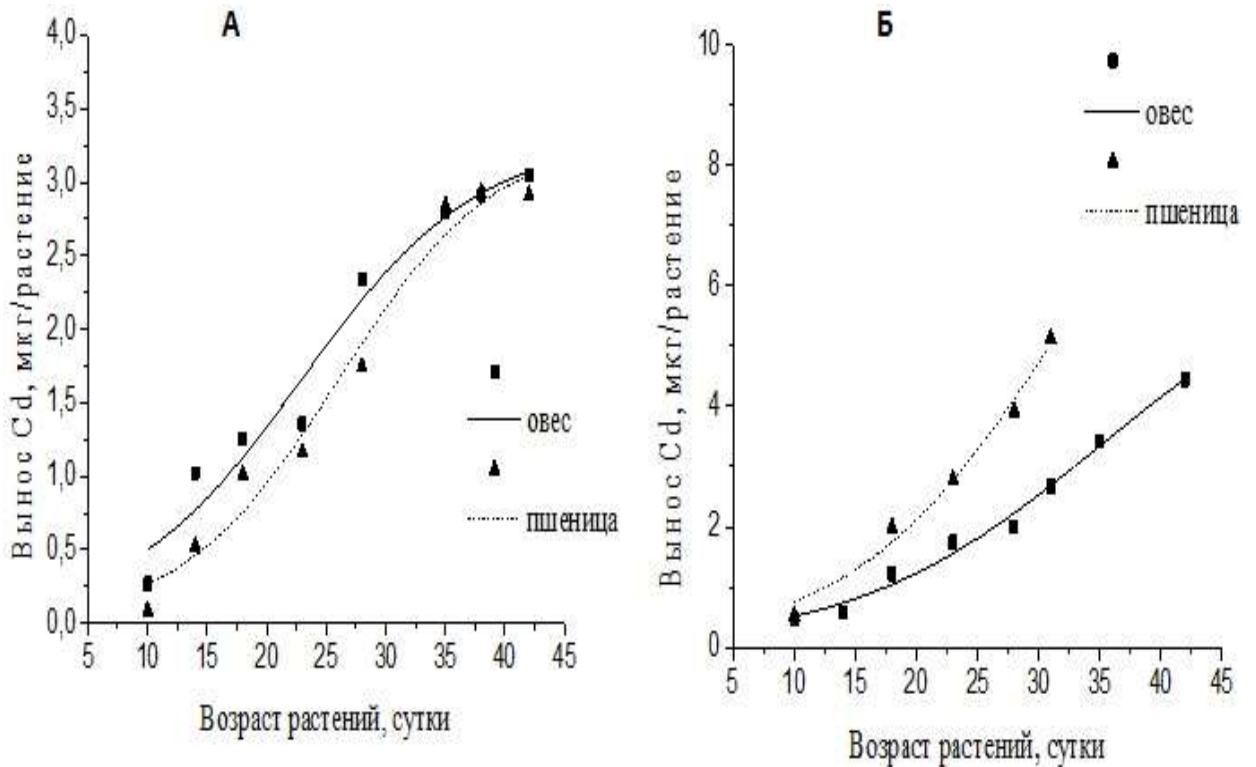 А
Вынос Cd, мкг/растение
4,0
3,5
3,0
2,5
2,0
1,5
1,0
0,5
0,0
5 10 15 20 25 30 35 40 45
Возраст растений, сутки
овес
пшеница
Б
Вынос Cd, мкг/растение
10
8
6
4
2
0
5 10 15 20 25 30 35 40 45
Возраст растений, сутки
овес
пшеница